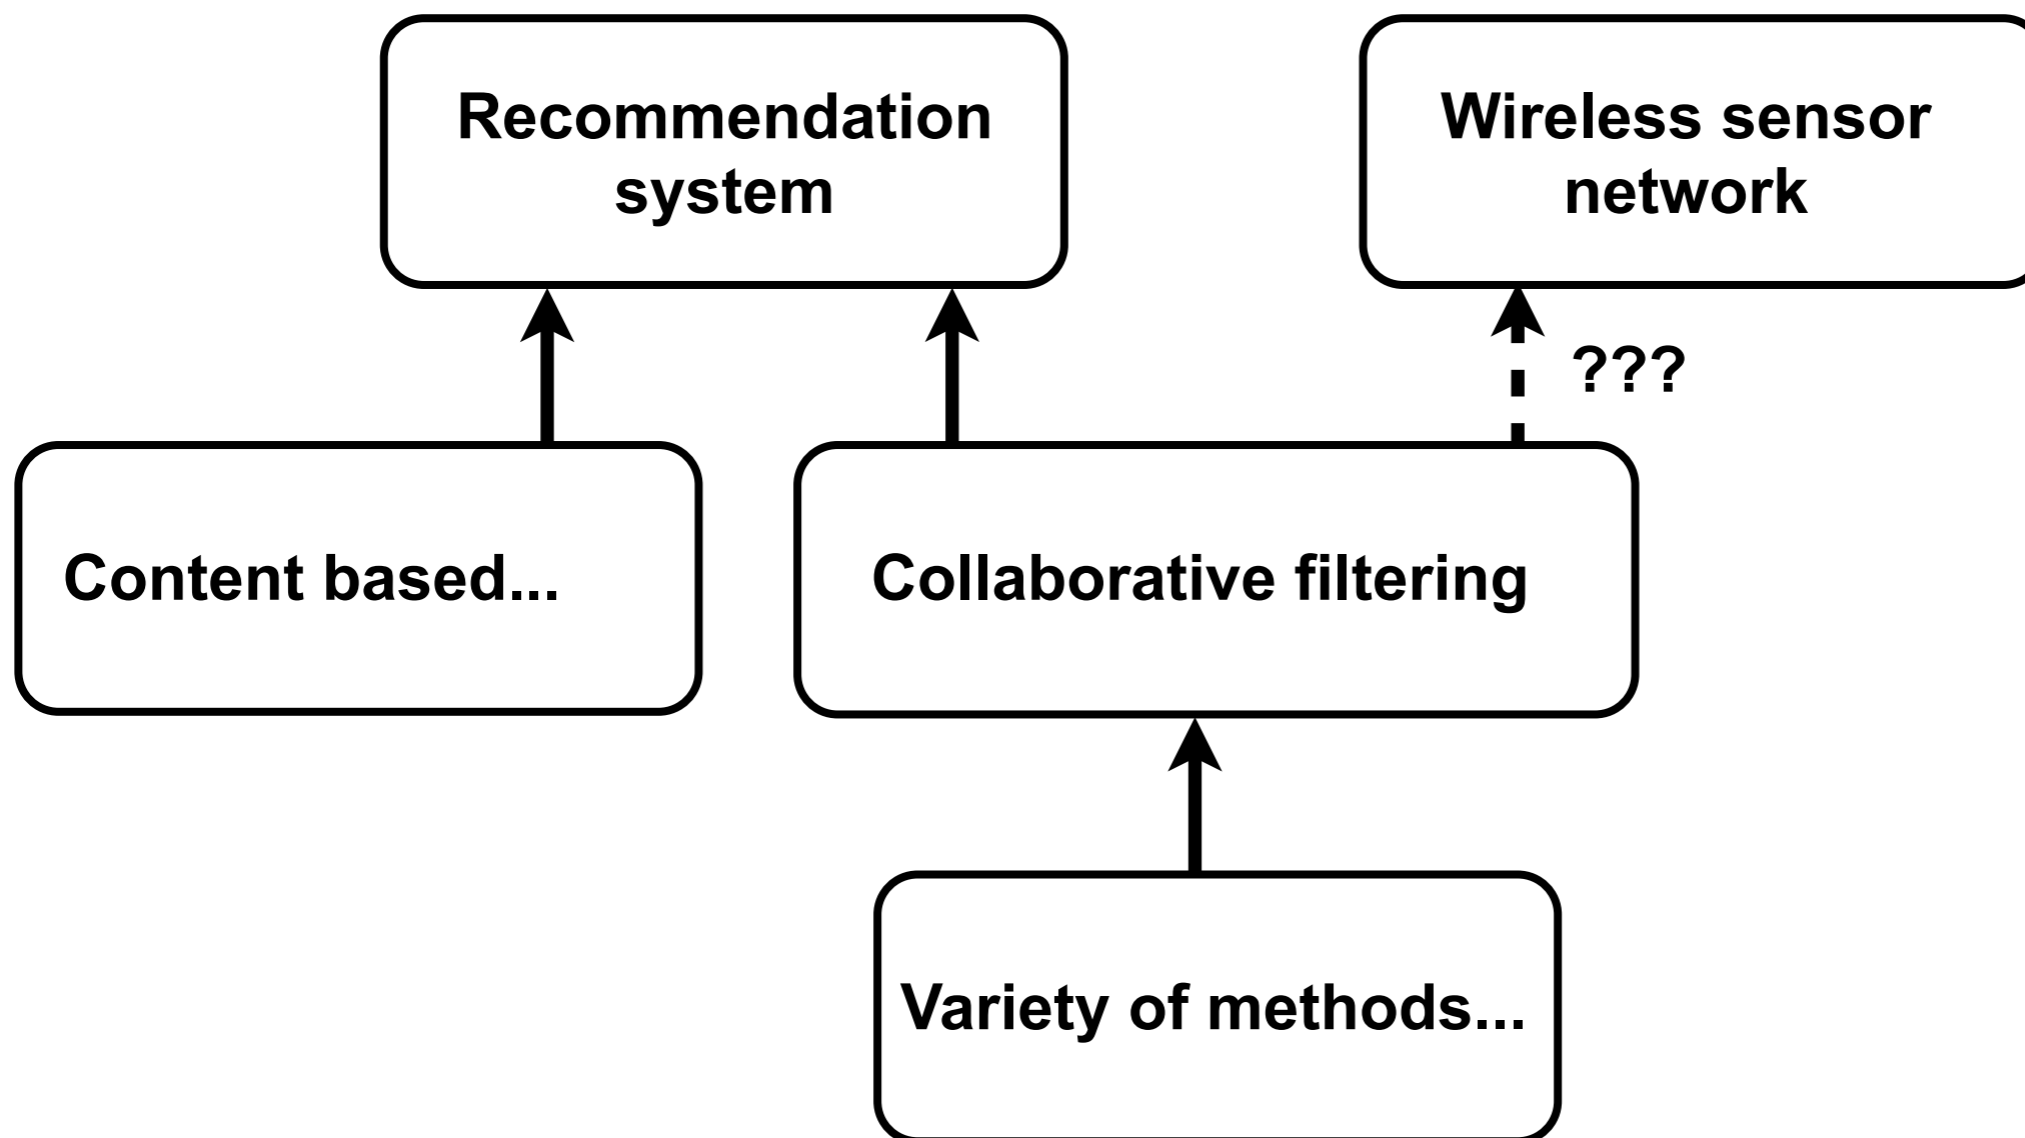 Recommendation
system
Wireless sensor
network
???
Content based...
Collaborative filtering
Variety of methods...